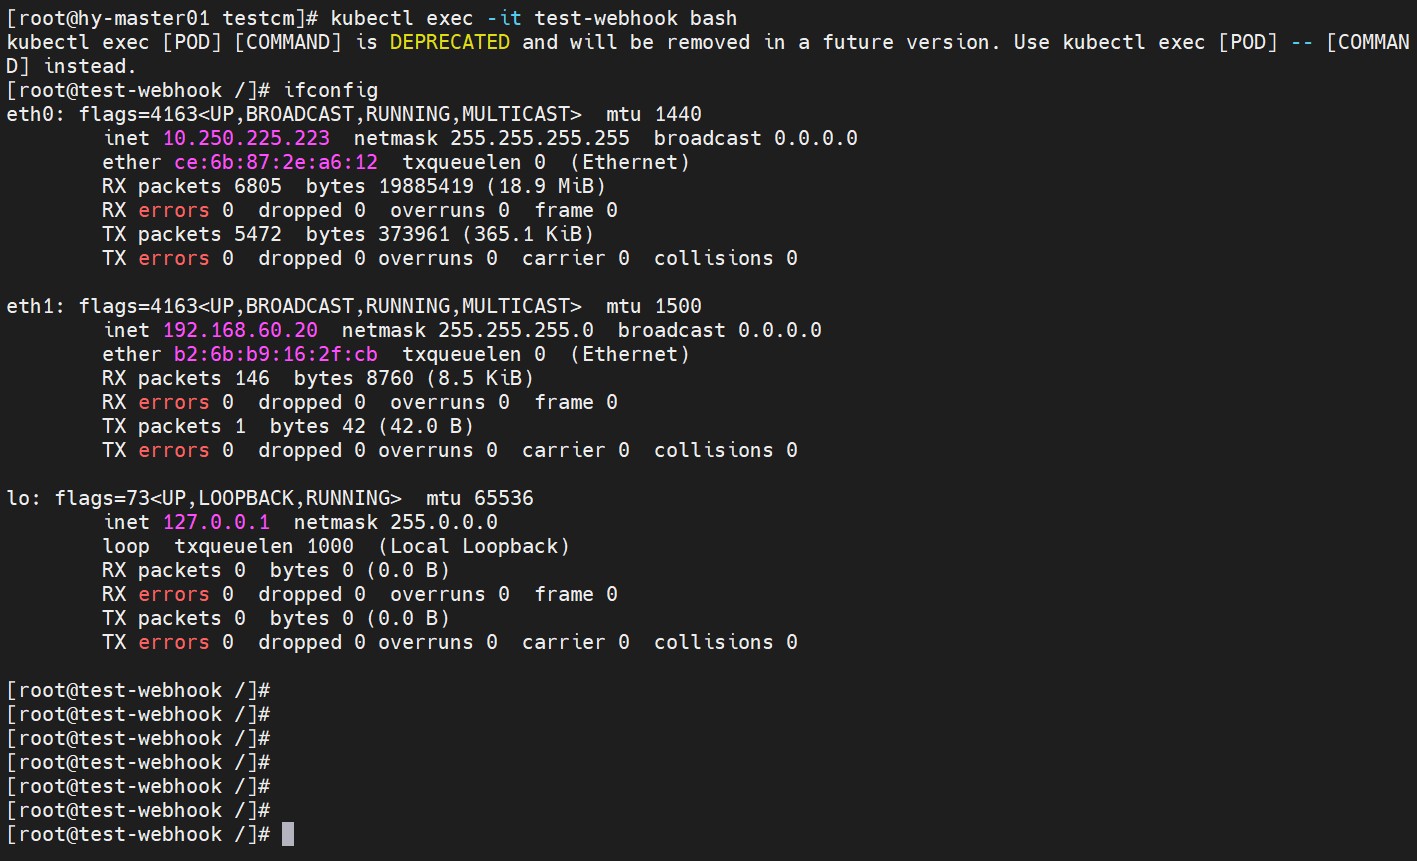 [root@hy-master01 testcm]# kubectl exec -it test-webhook bash
kubectl exec [POD] [COMMAND] is DEPRECATED and will be removed in a future version. Use kubectl exec [POD] -- [COMMAN
D] instead.
[root@test-webhook /]# ifconfig
eth0: flags=4163<UP,BROADCAST,RUNNING,MULTICAST>  mtu 1440
        inet 10.250.225.223  netmask 255.255.255.255  broadcast 0.0.0.0
        ether ce:6b:87:2e:a6:12  txqueuelen 0  (Ethernet)
        RX packets 6805  bytes 19885419 (18.9 MiB)
        RX errors 0  dropped 0  overruns 0  frame 0
        TX packets 5472  bytes 373961 (365.1 KiB)
        TX errors 0  dropped 0 overruns 0  carrier 0  collisions 0

eth1: flags=4163<UP,BROADCAST,RUNNING,MULTICAST>  mtu 1500
        inet 192.168.60.20  netmask 255.255.255.0  broadcast 0.0.0.0
        ether b2:6b:b9:16:2f:cb  txqueuelen 0  (Ethernet)
        RX packets 146  bytes 8760 (8.5 KiB)
        RX errors 0  dropped 0  overruns 0  frame 0
        TX packets 1  bytes 42 (42.0 B)
        TX errors 0  dropped 0 overruns 0  carrier 0  collisions 0

lo: flags=73<UP,LOOPBACK,RUNNING>  mtu 65536
        inet 127.0.0.1  netmask 255.0.0.0
        loop  txqueuelen 1000  (Local Loopback)
        RX packets 0  bytes 0 (0.0 B)
        RX errors 0  dropped 0  overruns 0  frame 0
        TX packets 0  bytes 0 (0.0 B)
        TX errors 0  dropped 0 overruns 0  carrier 0  collisions 0

[root@test-webhook /]#
[root@test-webhook /]#
[root@test-webhook /]#
[root@test-webhook /]#
[root@test-webhook /]#
[root@test-webhook /]#
[root@test-webhook /]#